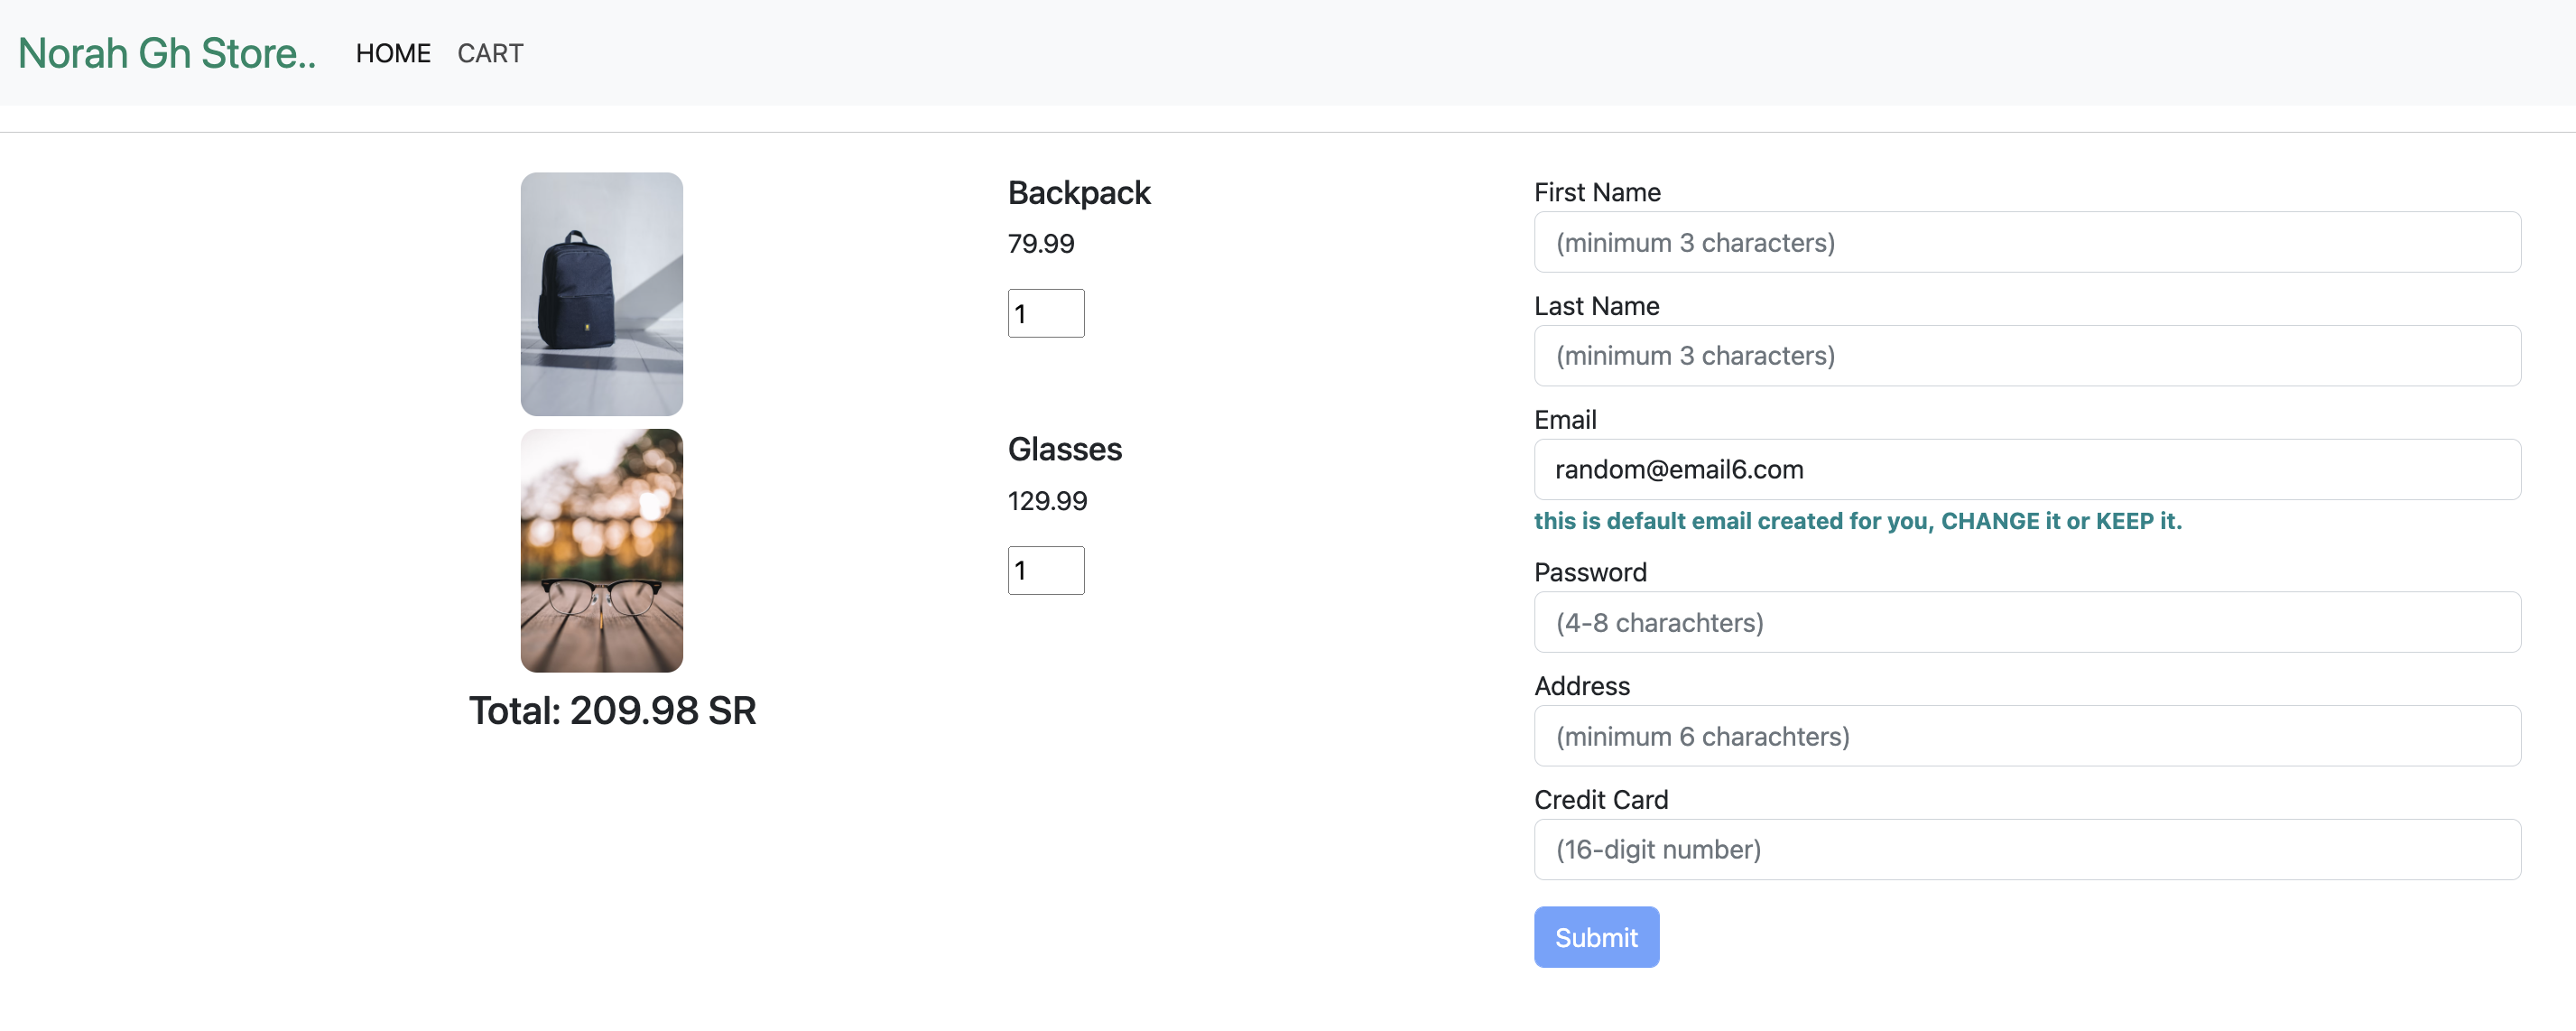 Norah Gh Store.. HOME CART
Backpack
79.99
1
Glasses
129.99
1
Total: 209.98 SR
First Name
(minimum 3 characters)
Last Name
(minimum 3 characters)
Email
random@email6.com
this is default email created for you, CHANGE it or KEEP it.
Password
(4-8 charachters)
Address
(minimum 6 charachters)
Credit Card
(16-digit number)
Submit